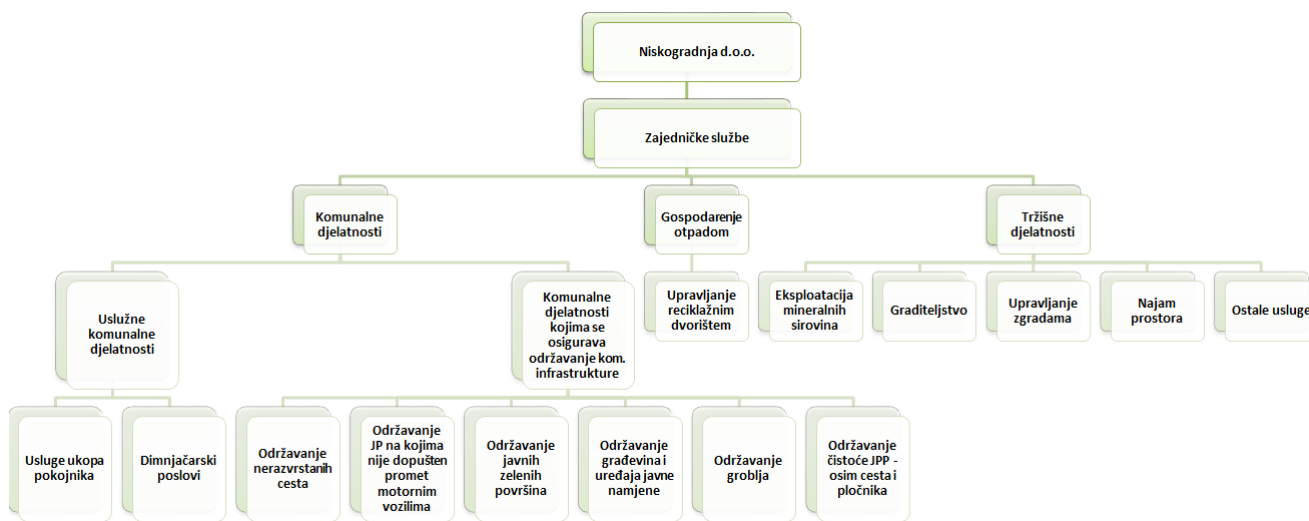 Niskogradnja d.o.o.
Zajedničke službe
Komunalne
djelatnosti
Gospodarenje
otpadom
Tržišne
djelatnosti
Uslužne
komunalne
djelatnosti
Komunalne
djelatnosti
kojima se
osigurava
održavanje kom.
infrastrukture
Upravljanje
reciklažnim
dvorištem
Eksploatacija
mineralnih
sirovina
Graditeljstvo
Upravljanje
zgradama
Najam
prostora
Ostale usluge
Usluge ukopa
pokojnika
Dimnjačarski
poslovi
Održavanje
nerazvrstanih
cesta
Održavanje
JP na kojima
nije dopušten
promet
motornim
vozilima
Održavanje
javnih
zelenih
površina
Održavanje
građevina i
uređaja javne
namjene
Održavanje
groblja
Održavanje
čistoće JPP -
osim cesta i
pločnika